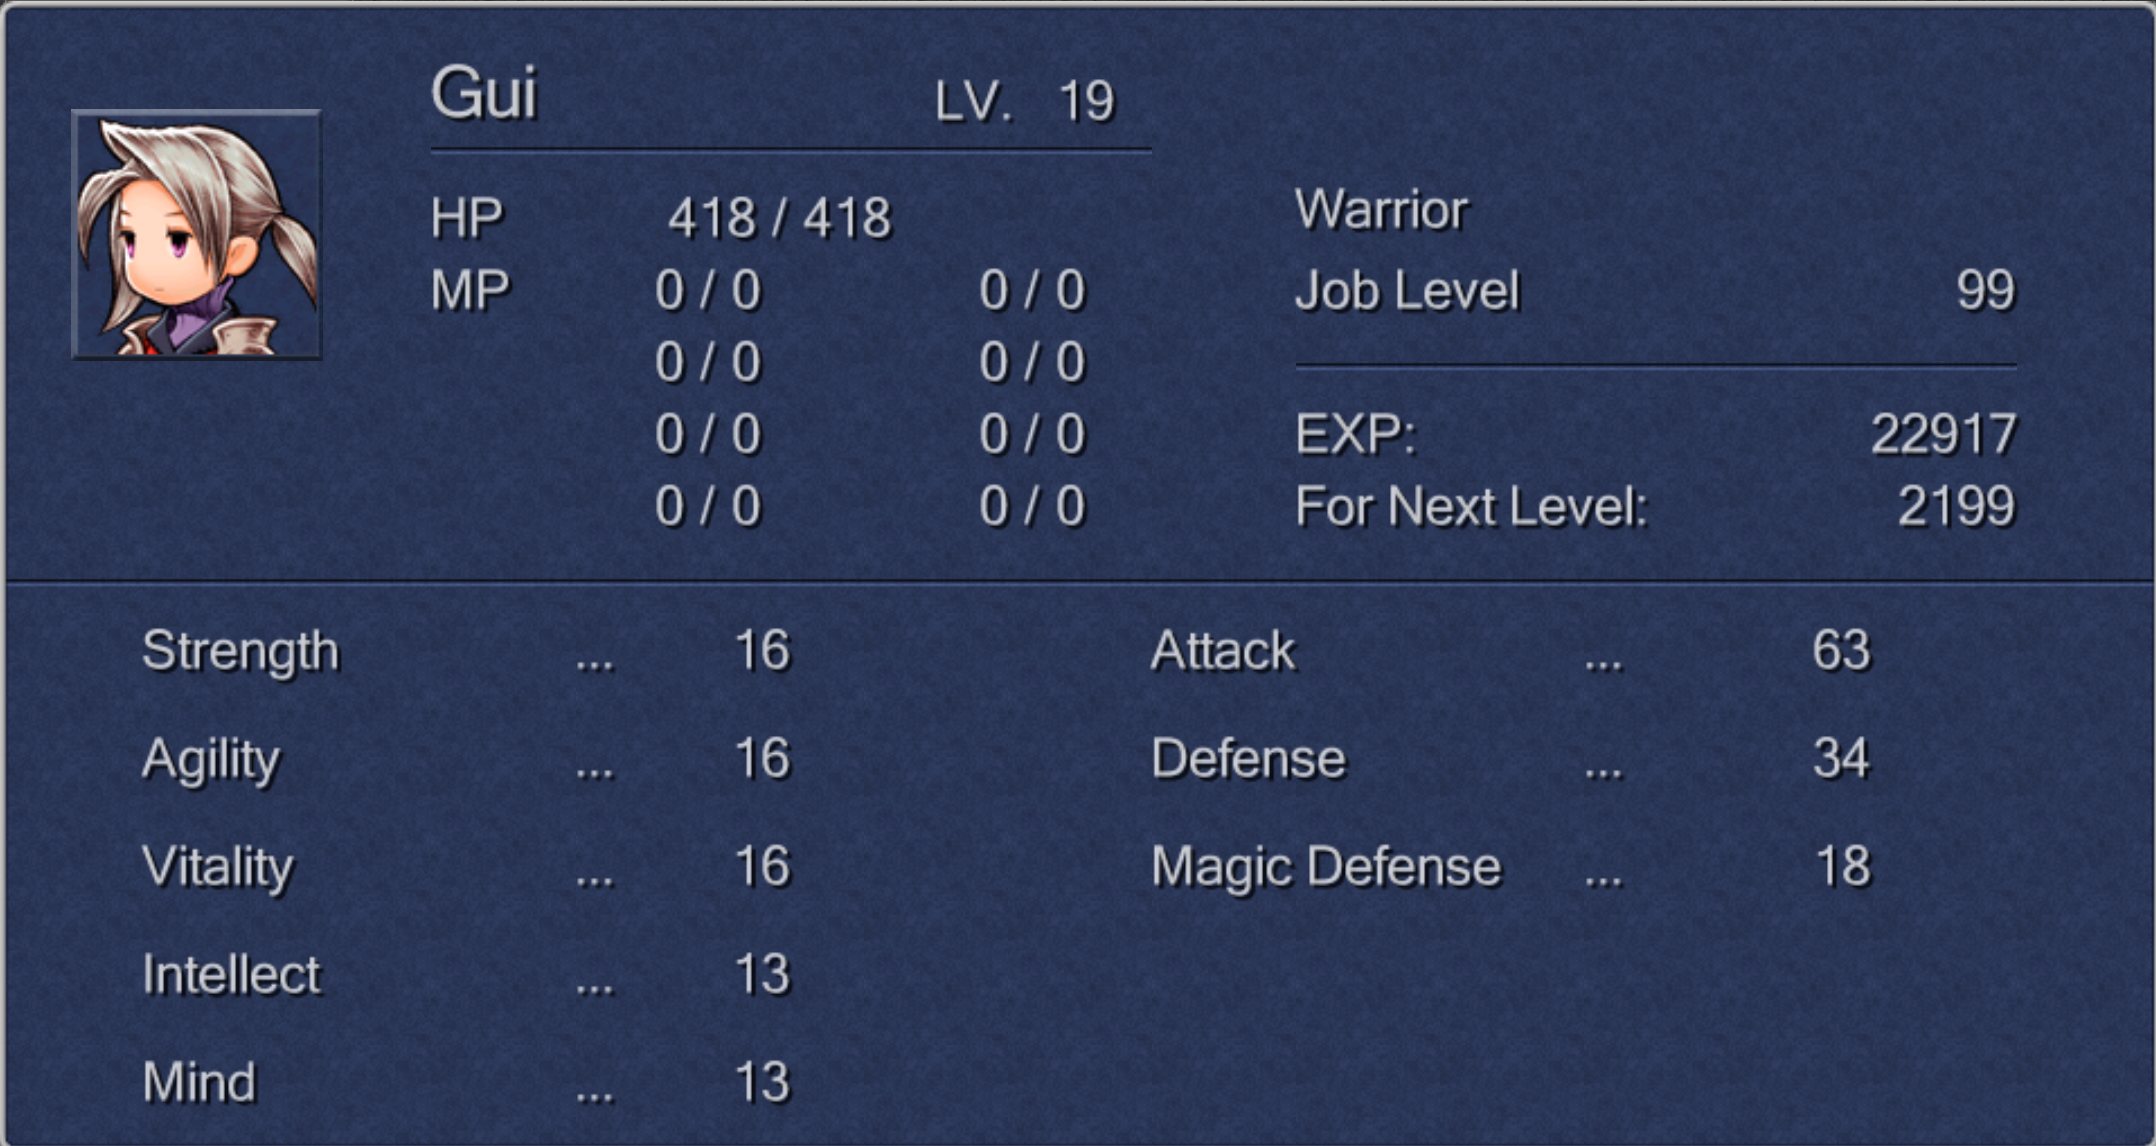 Gui LV. 19
HP 418 / 418
MP 0 / 0 0 / 0
0 / 0 0 / 0
0 / 0 0 / 0
0 / 0 0 / 0
Warrior
Job Level 99
EXP: 22917
For Next Level: 2199
Strength ... 16
Agility ... 16
Vitality ... 16
Intellect ... 13
Mind ... 13
Attack ... 63
Defense ... 34
Magic Defense ... 18